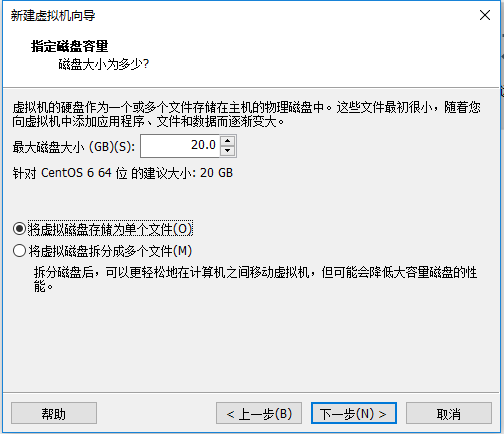 新建虚拟机向导
指定磁盘容量
磁盘大小为多少?
虚拟机的硬盘作为一个或多个文件存储在主机的物理磁盘中。这些文件最初很小，随着您
向虚拟机中添加应用程序、文件和数据而逐渐变大。
最大磁盘大小 (GB)(S): 20.0
针对 CentOS 6 64 位 的建议大小: 20 GB
将虚拟磁盘存储为单个文件(O)
将虚拟磁盘拆分成多个文件(M)
拆分磁盘后，可以更轻松地在计算机之间移动虚拟机，但可能会降低大容量磁盘的性
能。
帮助 < 上一步(B) 下一步(N) > 取消